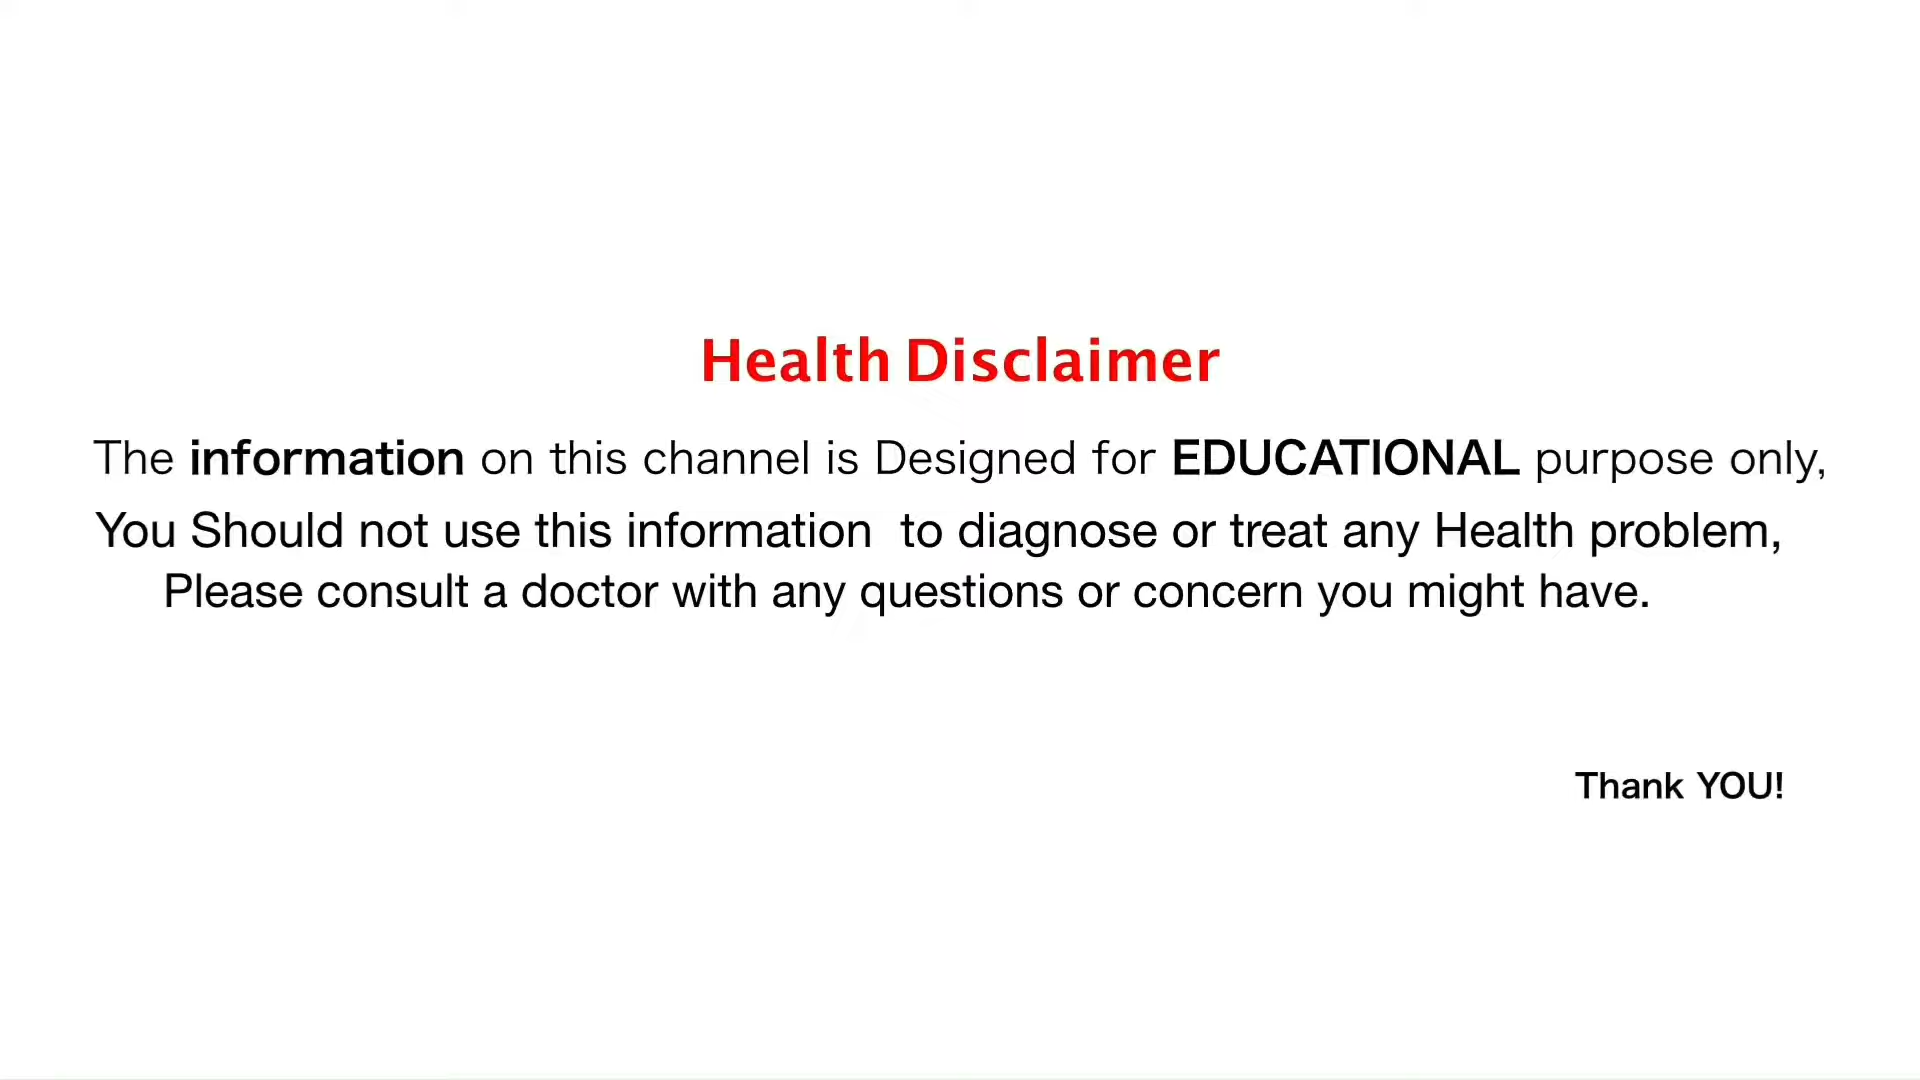 Health Disclaimer
The information on this channel is Designed for EDUCATIONAL purpose only,
You Should not use this information  to diagnose or treat any Health problem,
Please consult a doctor with any questions or concern you might have.
Thank YOU!